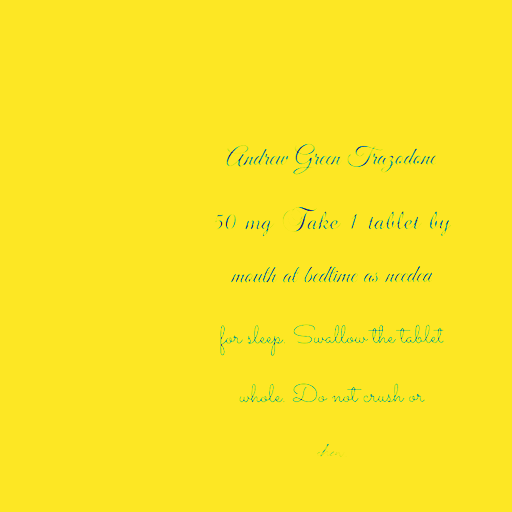 Andrew Green Trazodone
50 mg Take 1 tablet by
mouth at bedtime as needed
for sleep. Swallow the tablet
whole. Do not crush or